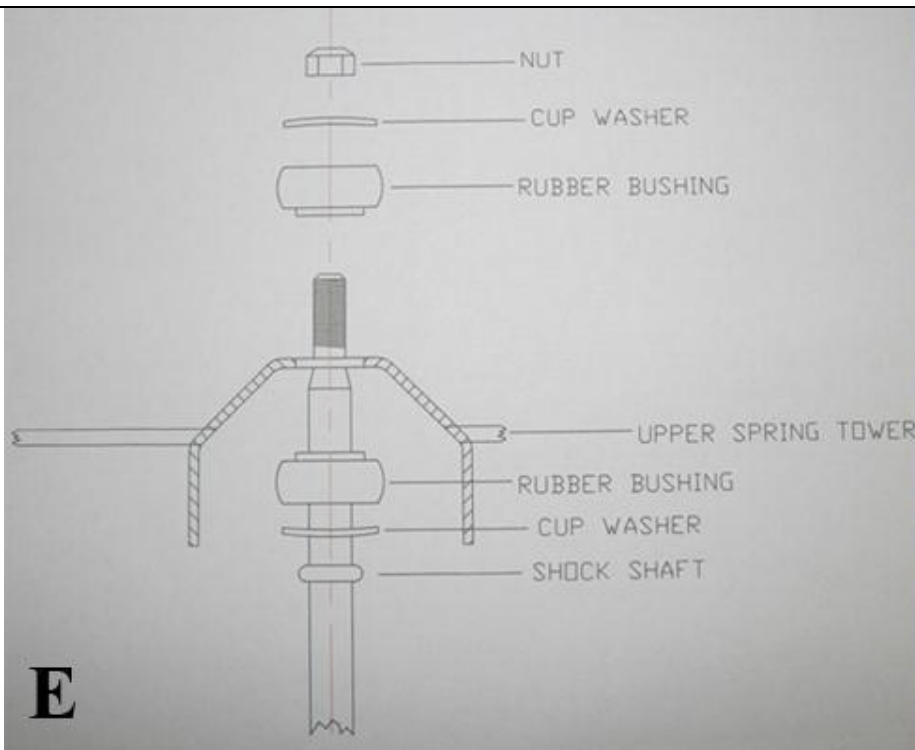 NUT
CUP WASHER
RUBBER BUSHING
UPPER SPRING TOWER
RUBBER BUSHING
CUP WASHER
SHOCK SHAFT
E